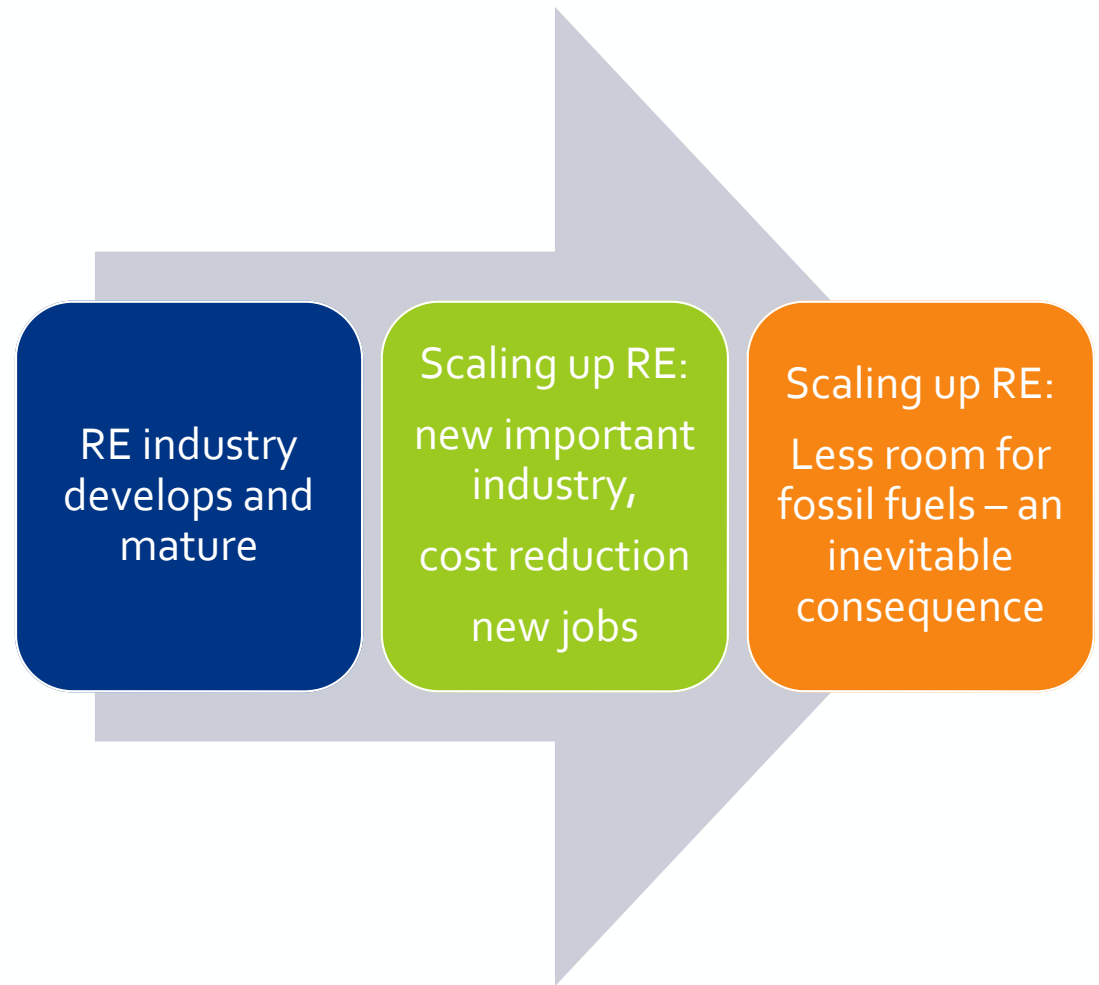 RE industry
develops and
mature
Scaling up RE:
new important
industry,
cost reduction
new jobs
Scaling up RE:
Less room for
fossil fuels – an
inevitable
consequence